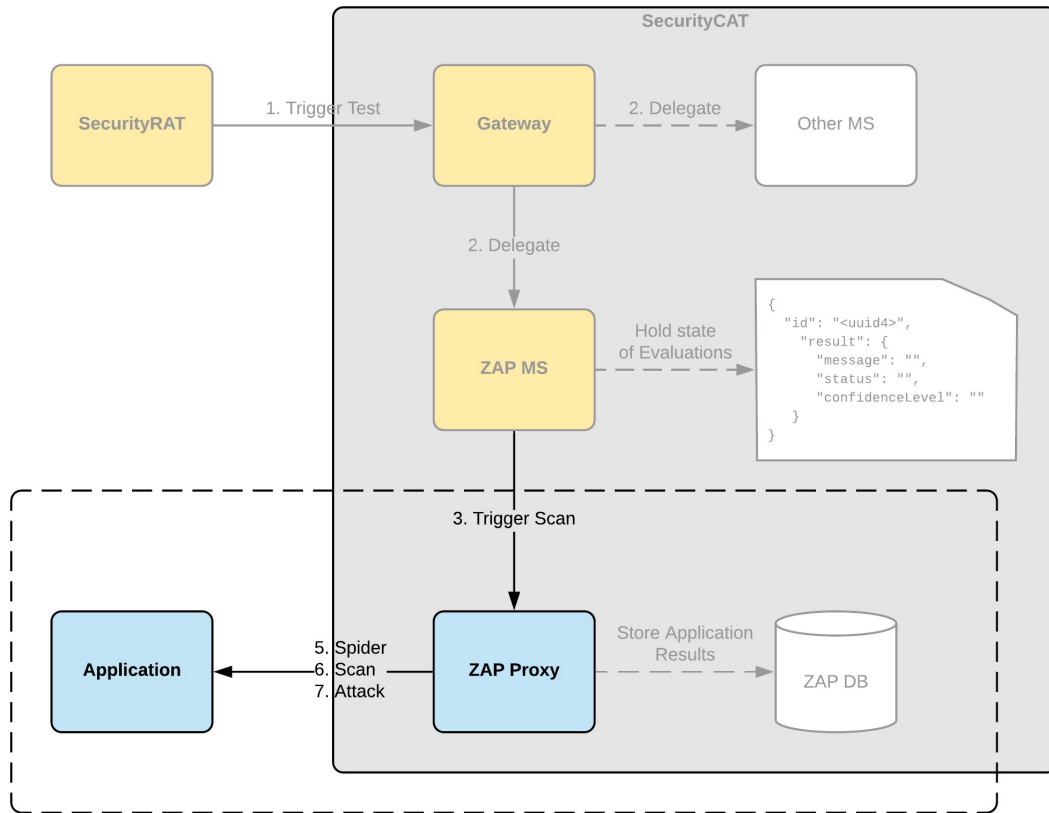 SecurityCAT
SecurityRAT
1. Trigger Test
Gateway
2. Delegate
Other MS
2. Delegate
ZAP MS
Hold state
of Evaluations
{
"id": "<uuid4>",
"result": {
"message": "",
"status": "",
"confidenceLevel": ""
}
}
3. Trigger Scan
Application
5. Spider
6. Scan
7. Attack
ZAP Proxy
Store Application
Results
ZAP DB